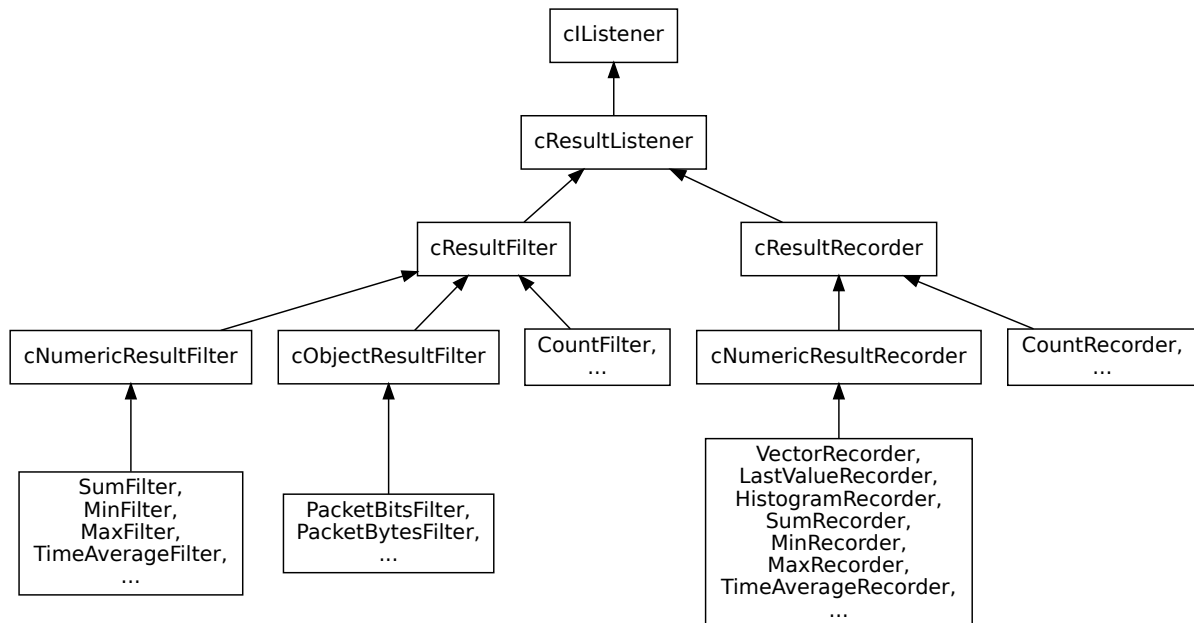 cIListener
cResultListener
cResultFilter
cResultRecorder
cNumericResultFilter
cObjectResultFilter
CountFilter,
...
cNumericResultRecorder
CountRecorder,
...
SumFilter,
MinFilter,
MaxFilter,
TimeAverageFilter,
...
PacketBitsFilter,
PacketBytesFilter,
...
VectorRecorder,
LastValueRecorder,
HistogramRecorder,
SumRecorder,
MinRecorder,
MaxRecorder,
TimeAverageRecorder,
...